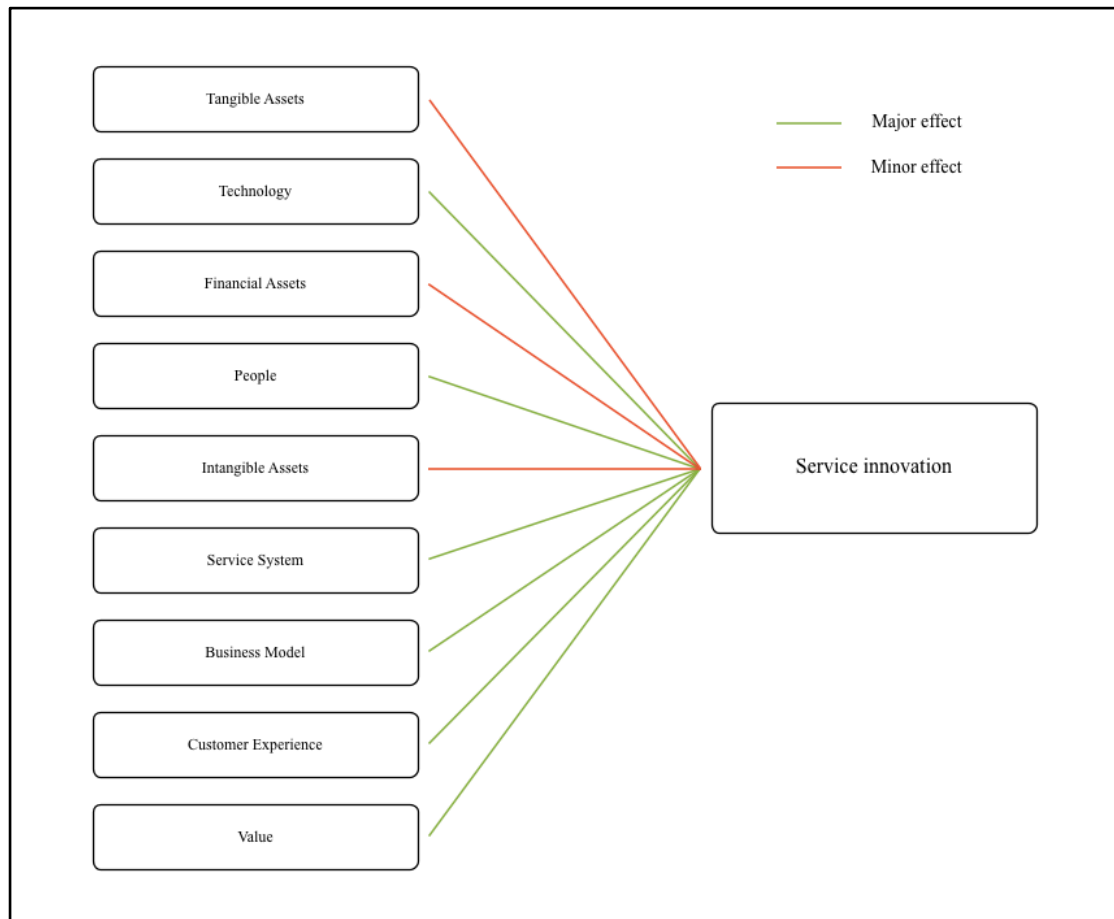 Tangible Assets
Technology
Financial Assets
People
Intangible Assets
Service System
Business Model
Customer Experience
Value
Major effect
Minor effect
Service innovation